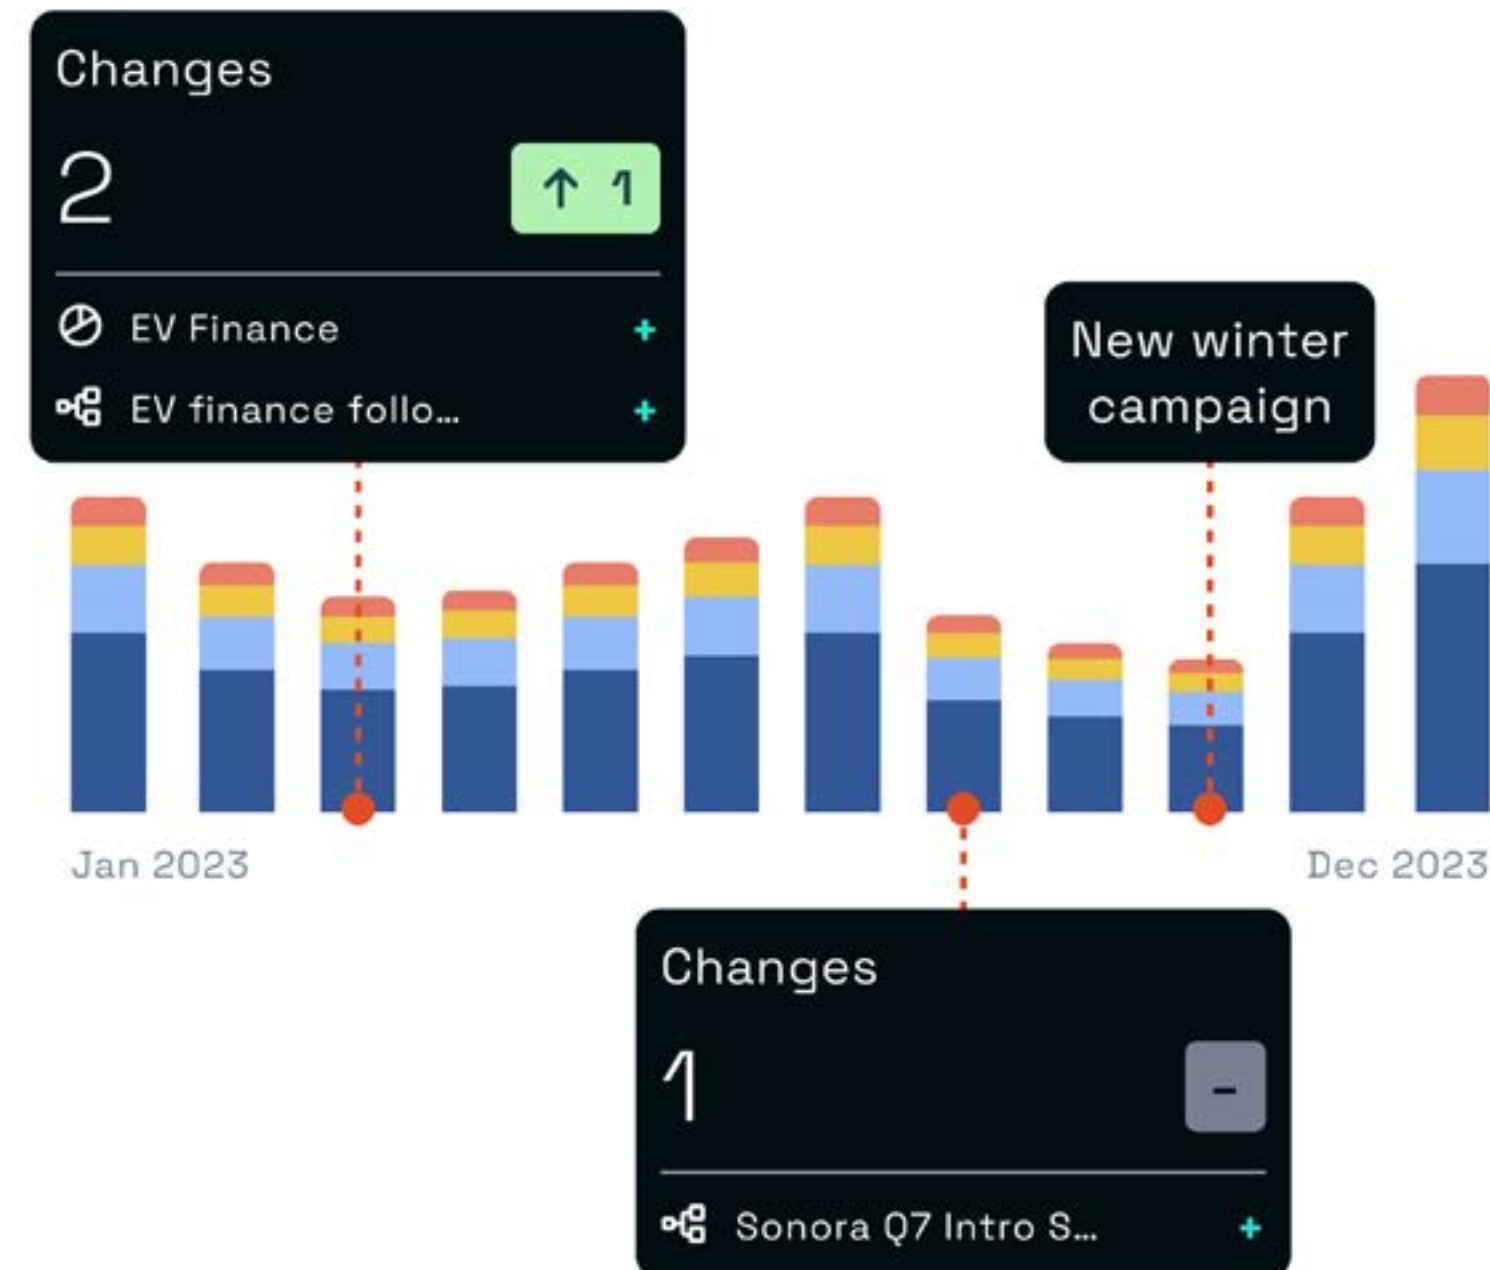 Changes
2
↑ 1
EV Finance +
EV finance follo... +
New winter
campaign
Jan 2023
Dec 2023
Changes
1
-
Sonora Q7 Intro S... +